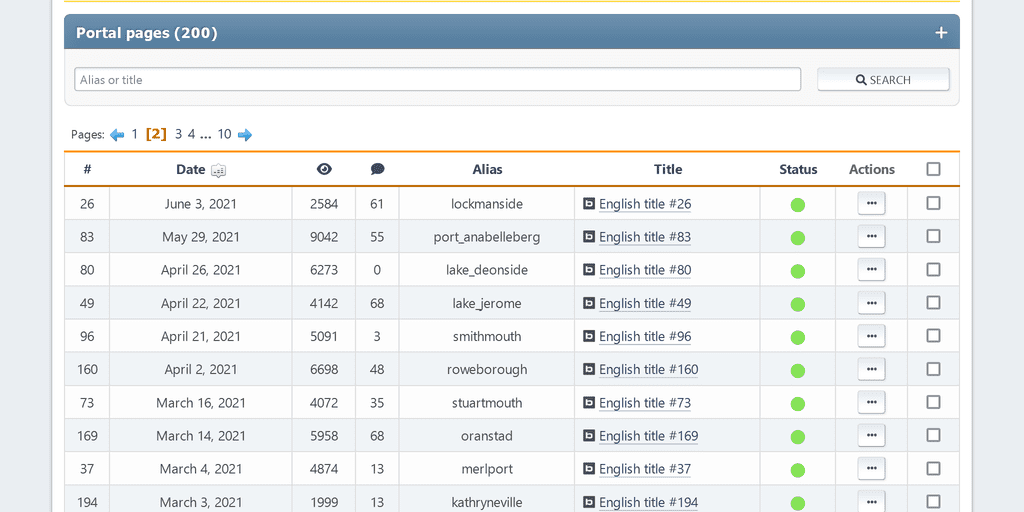 Portal pages (200) +
Alias or title SEARCH
Pages: 1 [2] 3 4 ... 10
# Date Alias Title Status Actions
26 June 3, 2021 2584 61 lockmanside English title #26
83 May 29, 2021 9042 55 port_anabelleberg English title #83
80 April 26, 2021 6273 0 lake_deonside English title #80
49 April 22, 2021 4142 68 lake_jerome English title #49
96 April 21, 2021 5091 3 smithmouth English title #96
160 April 2, 2021 6698 48 roweborough English title #160
73 March 16, 2021 4072 35 stuartmouth English title #73
169 March 14, 2021 5958 68 oranstad English title #169
37 March 4, 2021 4874 13 merlport English title #37
194 March 3, 2021 1999 13 kathryneville English title #194